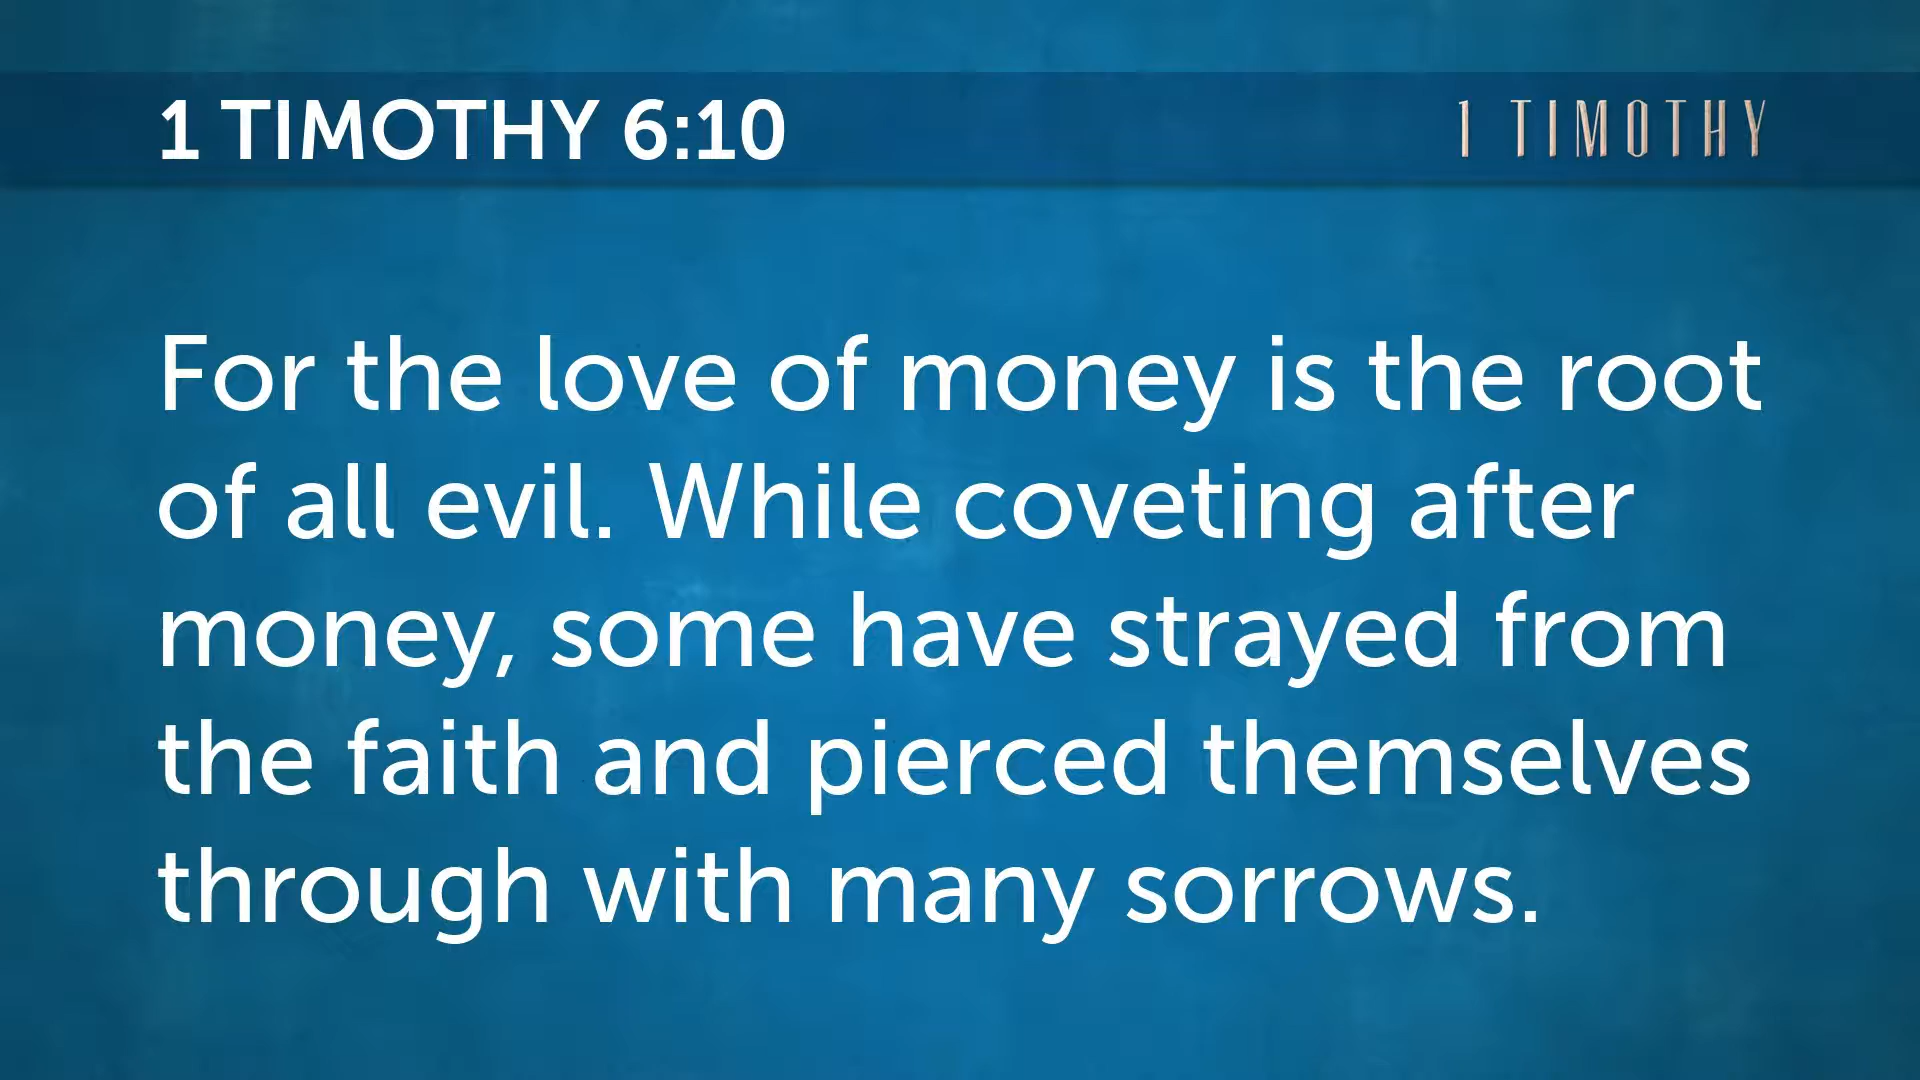 1 TIMOTHY 6:10
1 TIMOTHY
For the love of money is the root
of all evil. While coveting after
money, some have strayed from
the faith and pierced themselves
through with many sorrows.